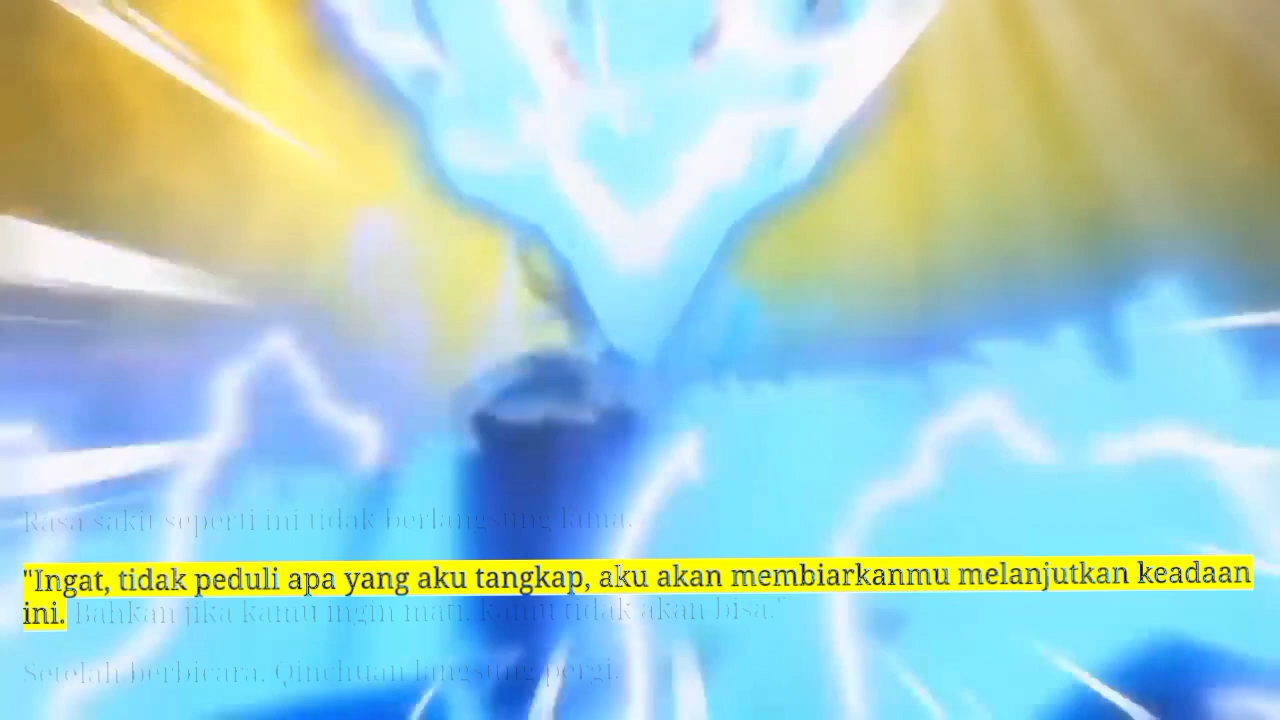 Rasa sakit seperti ini tidak berlangsung lama.
"Ingat, tidak peduli apa yang aku tangkap, aku akan membiarkanmu melanjutkan keadaan
ini. Bahkan jika kamu ingin mati, kamu tidak akan bisa."
Setelah berbicara, Qinchuan langsung pergi.